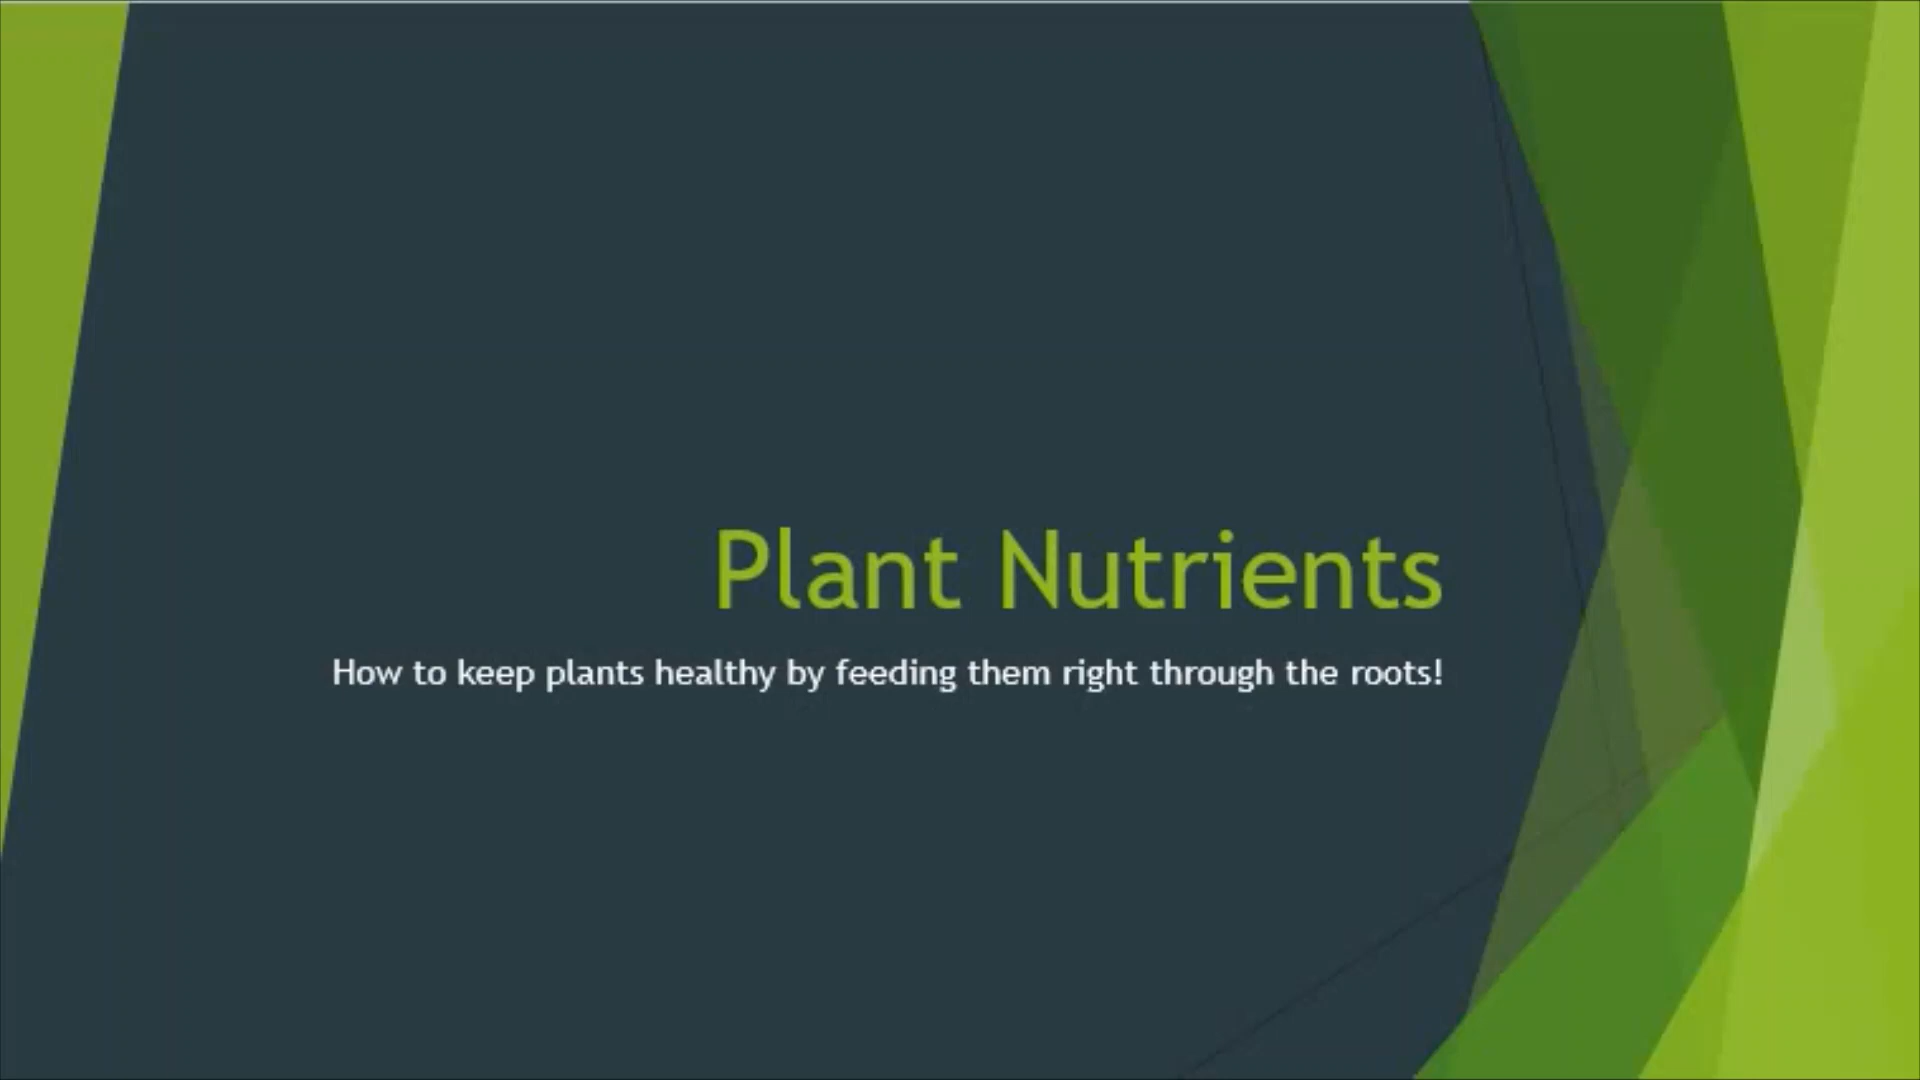 Plant Nutrients
How to keep plants healthy by feeding them right through the roots!